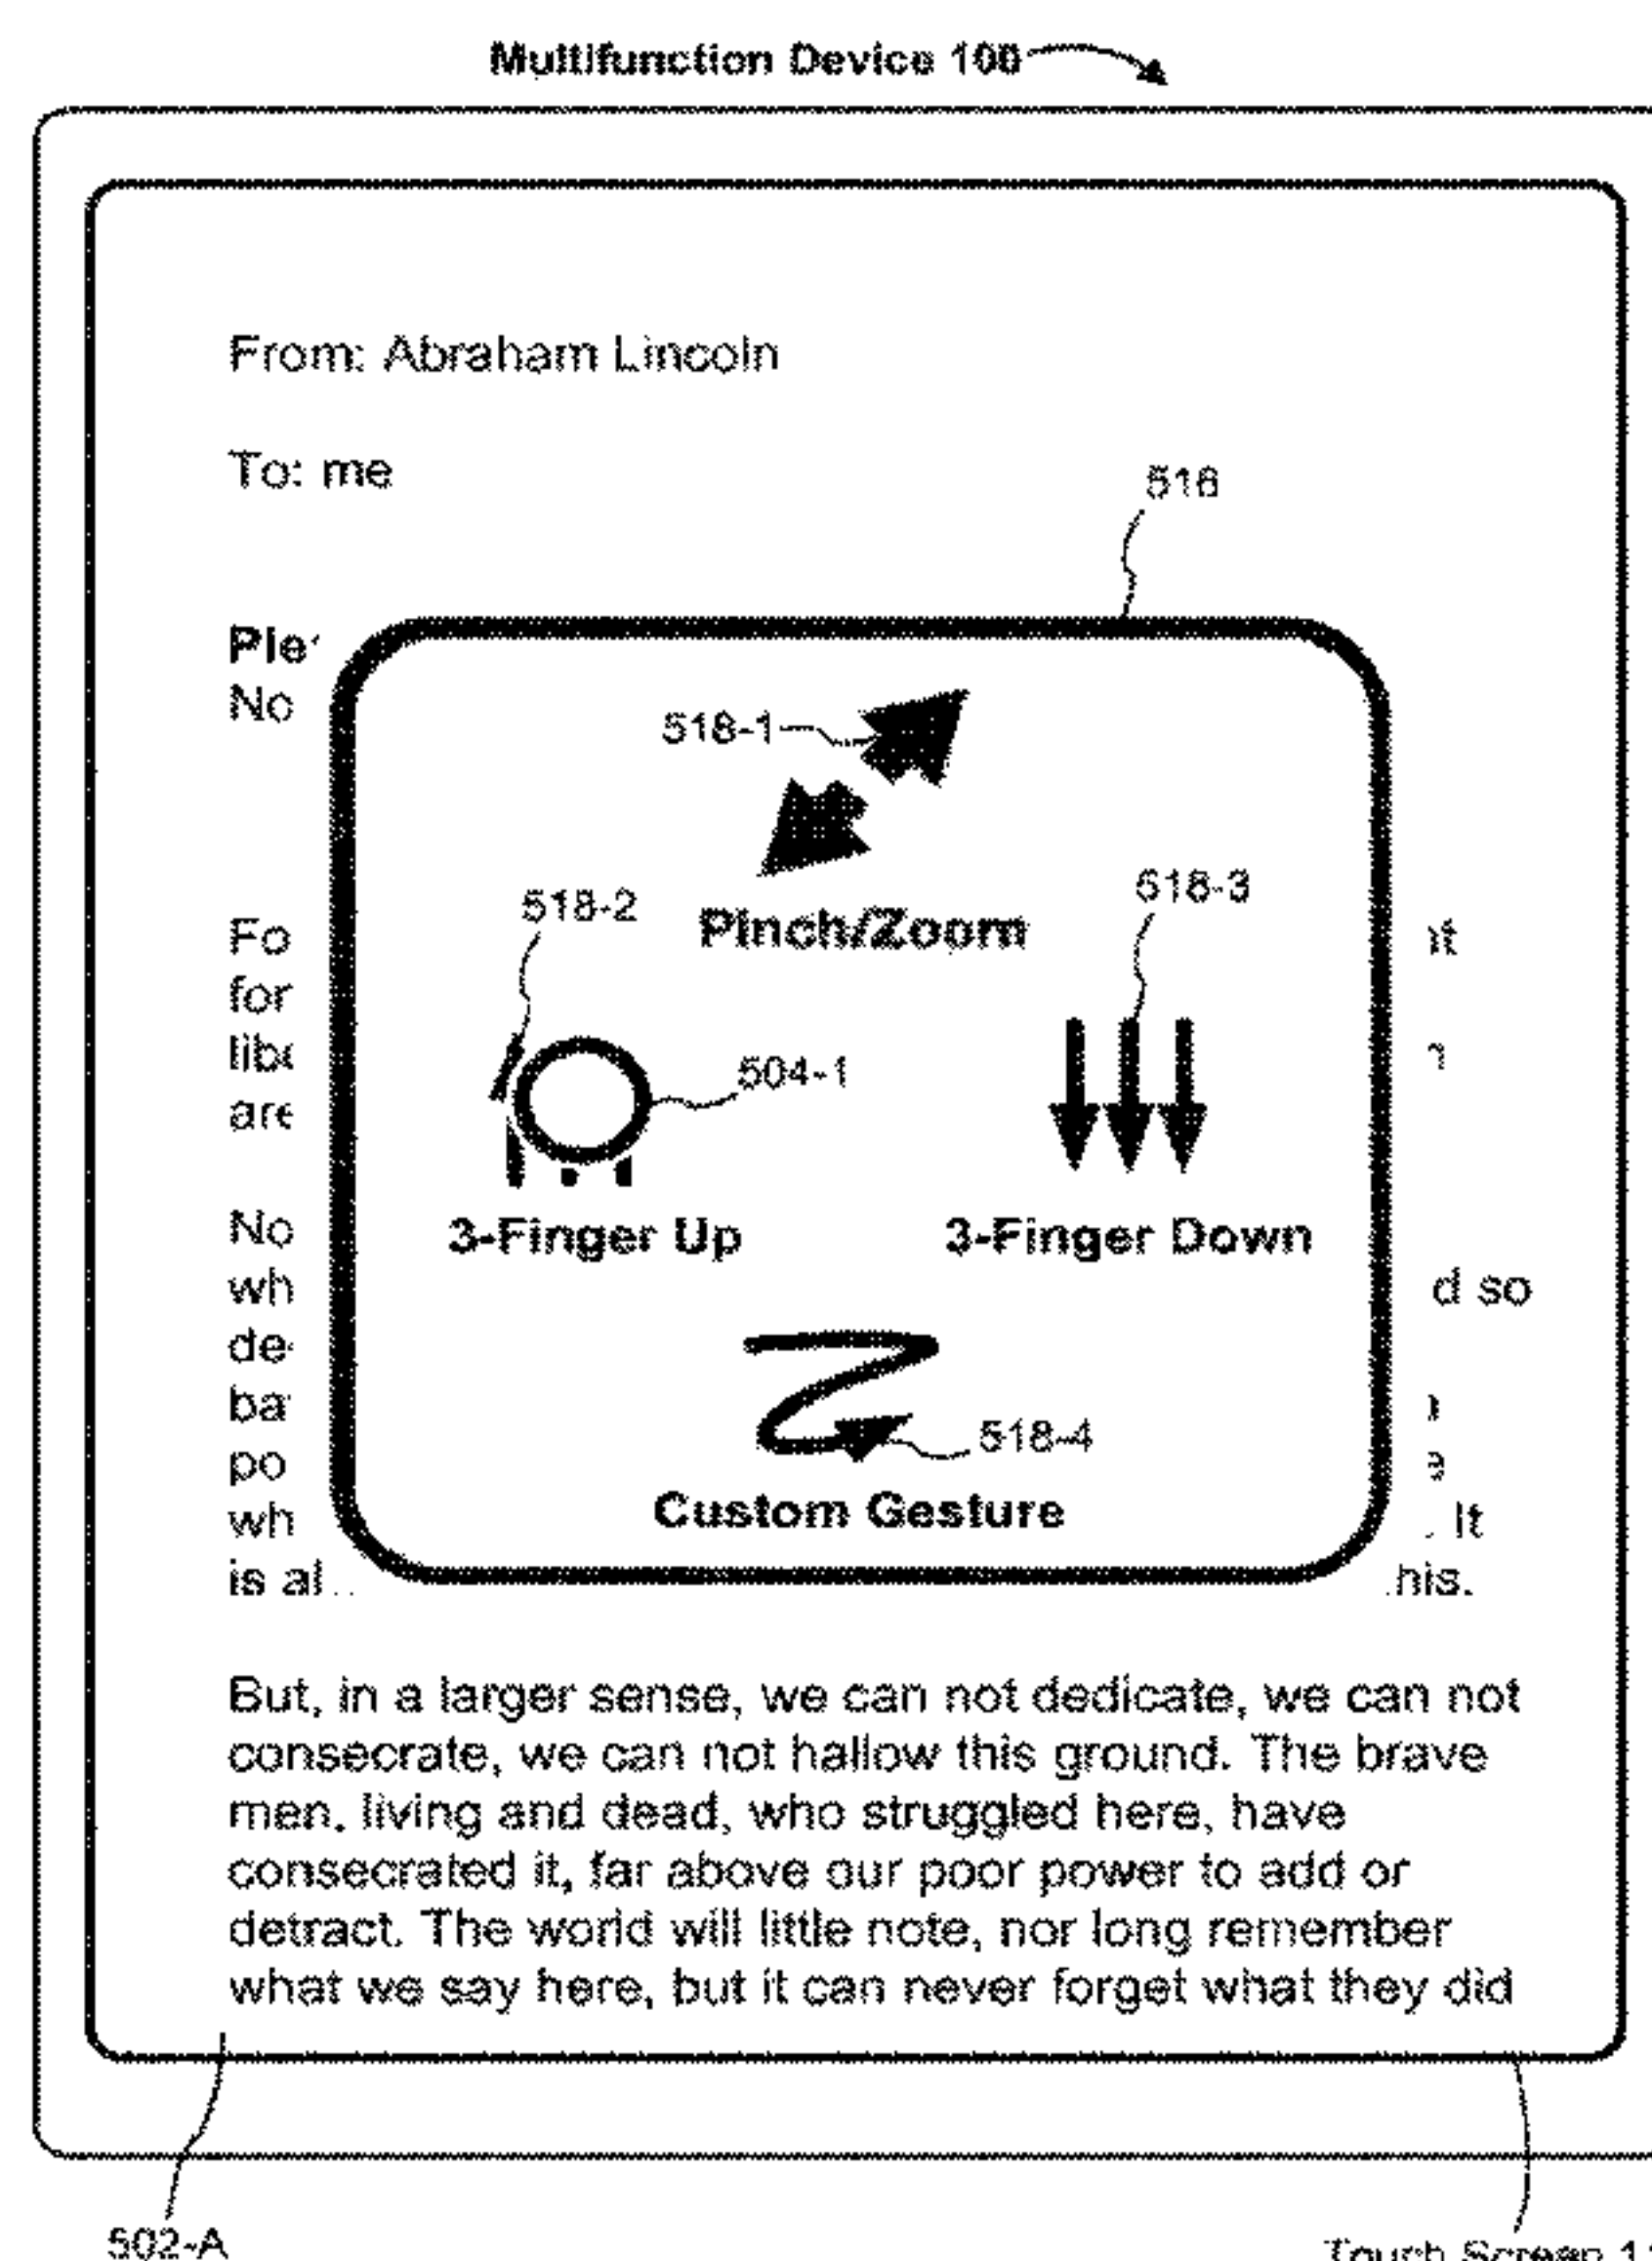 Multifunction Device 100
From: Abraham Lincoln
To: me
516
Ple
No
518-1
518-2
Pinch/Zoom
518-3
Fo
for
are
504-1
No
3-Finger Up
3-Finger Down
wh
d so
de
ba
518-4
po
Custom Gesture
wh
. It
is al
his.
But, in a larger sense, we can not dedicate, we can not
consecrate, we can not hallow this ground. The brave
men, living and dead, who struggled here, have
consecrated it, far above our poor power to add or
detract. The world will little note, nor long remember
what we say here, but it can never forget what they did
502-A
Touch Screen